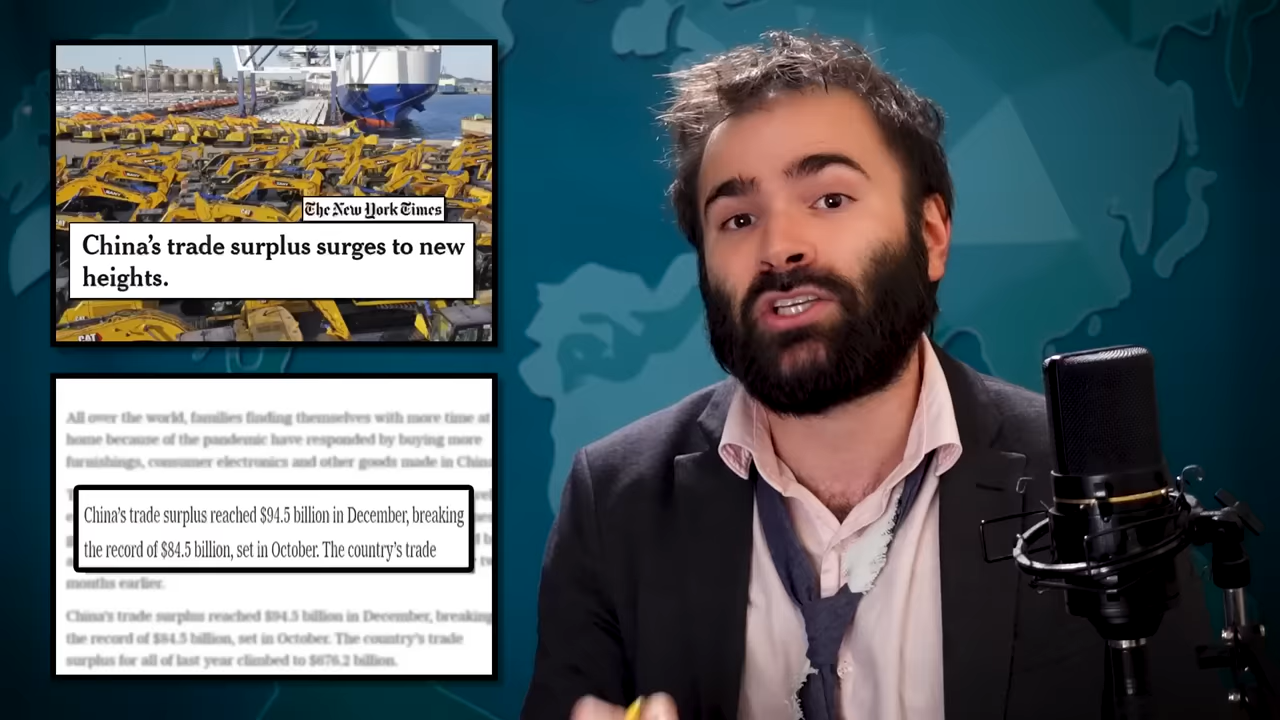 The New York Times
China's trade surplus surges to new
heights.
All over the world, families finding themselves with more time at
home because of the pandemic have responded by buying more
furnishings, consumer electronics and other goods made in China
China's trade surplus reached $94.5 billion in December, breaking
the record of $84.5 billion, set in October. The country's trade
months earlier.
China's trade surplus reached $94.5 billion in December, breaking
the record of $84.5 billion, set in October. The country's trade
surplus for all of last year climbed to $676.2 billion.
CAT